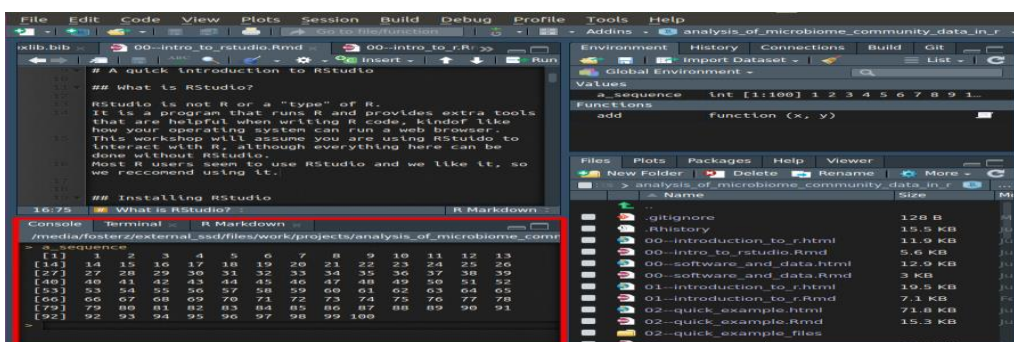 File Edit Code View Plots Session Build Debug Profile Tools Help
Go to file/function Addins analysis_of_microbiome_community_data_in_r
oxlib.bib 00--intro_to_rstudio.Rmd 00--intro_to_r.R
ABC Insert Run
# A quick introduction to RStudio
## What is RStudio?
RStudio is not R or a "type" of R.
It is a program that runs R and provides extra tools
that are helpful when writing R code, kindof like
how your operating system can run a web browser.
This workshop will assume you are using RStuido to
interact with R, although everything here can be
done without RStudio.
Most R users seem to use RStudio and we like it, so
we reccomend using it.
## Installing RStudio
16:75 What is RStudio? R Markdown
Console Terminal R Markdown
/media/fosterz/external_ssd/files/work/projects/analysis_of_microbiome_comm
> a_sequence
[1] 1 2 3 4 5 6 7 8 9 10 11 12 13
[14] 14 15 16 17 18 19 20 21 22 23 24 25 26
[27] 27 28 29 30 31 32 33 34 35 36 37 38 39
[40] 40 41 42 43 44 45 46 47 48 49 50 51 52
[53] 53 54 55 56 57 58 59 60 61 62 63 64 65
[66] 66 67 68 69 70 71 72 73 74 75 76 77 78
[79] 79 80 81 82 83 84 85 86 87 88 89 90 91
[92] 92 93 94 95 96 97 98 99 100
>
Environment History Connections Build Git
Import Dataset List
Global Environment
Values
a_sequence int [1:100] 1 2 3 4 5 6 7 8 9 1…
Functions
add function (x, y)
Files Plots Packages Help Viewer
New Folder Delete Rename More
> analysis_of_microbiome_community_data_in_r ...
Name Size
..
.gitignore 128 B
.Rhistory 15.5 KB
00--introduction_to_r.html 11.9 KB
00--intro_to_rstudio.Rmd 5.6 KB
00--software_and_data.html 12.9 KB
00--software_and_data.Rmd 3 KB
01--introduction_to_r.html 19.5 KB
01--introduction_to_r.Rmd 7.1 KB
02--quick_example.html 71.8 KB
02--quick_example.Rmd 15.3 KB
02--quick_example_files